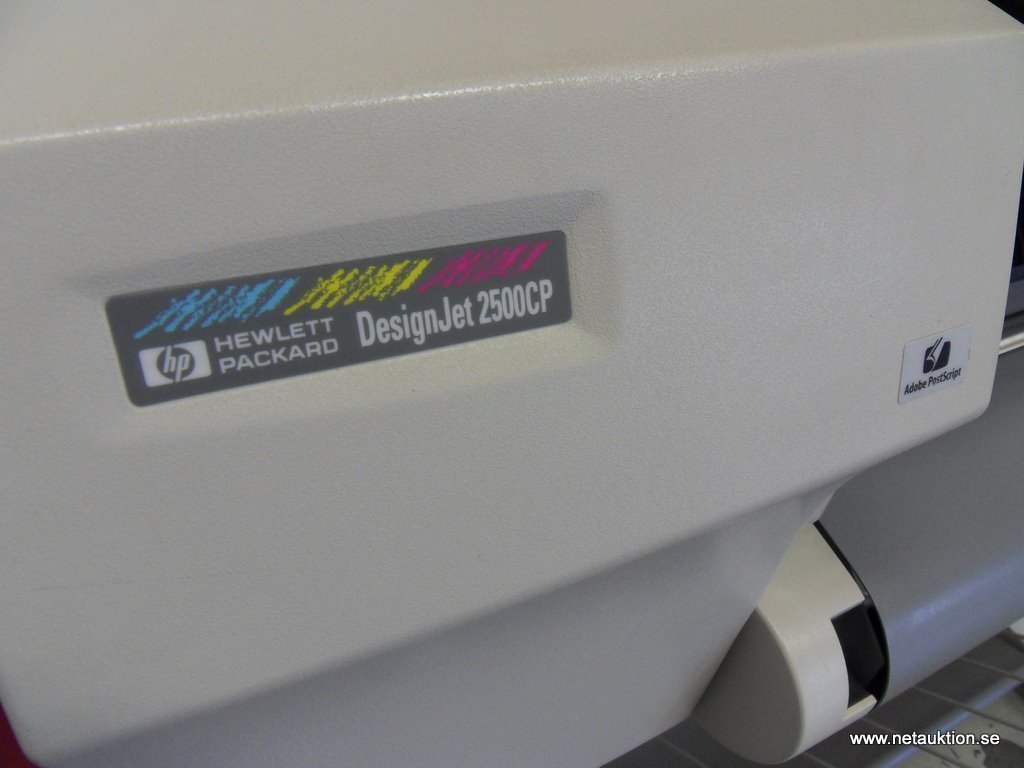 hp HEWLETT PACKARD DesignJet 2500CP
Adobe PostScript
www.netauktion.se